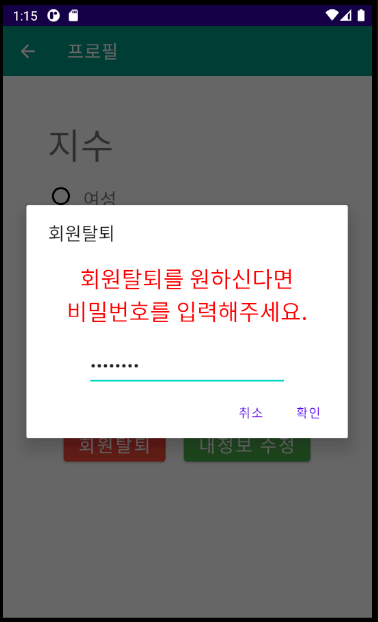 1:15
프로필
지수
여성
회원탈퇴
회원탈퇴를 원하신다면
비밀번호를 입력해주세요.
••••••••
취소 확인
회원탈퇴 내정보 수정